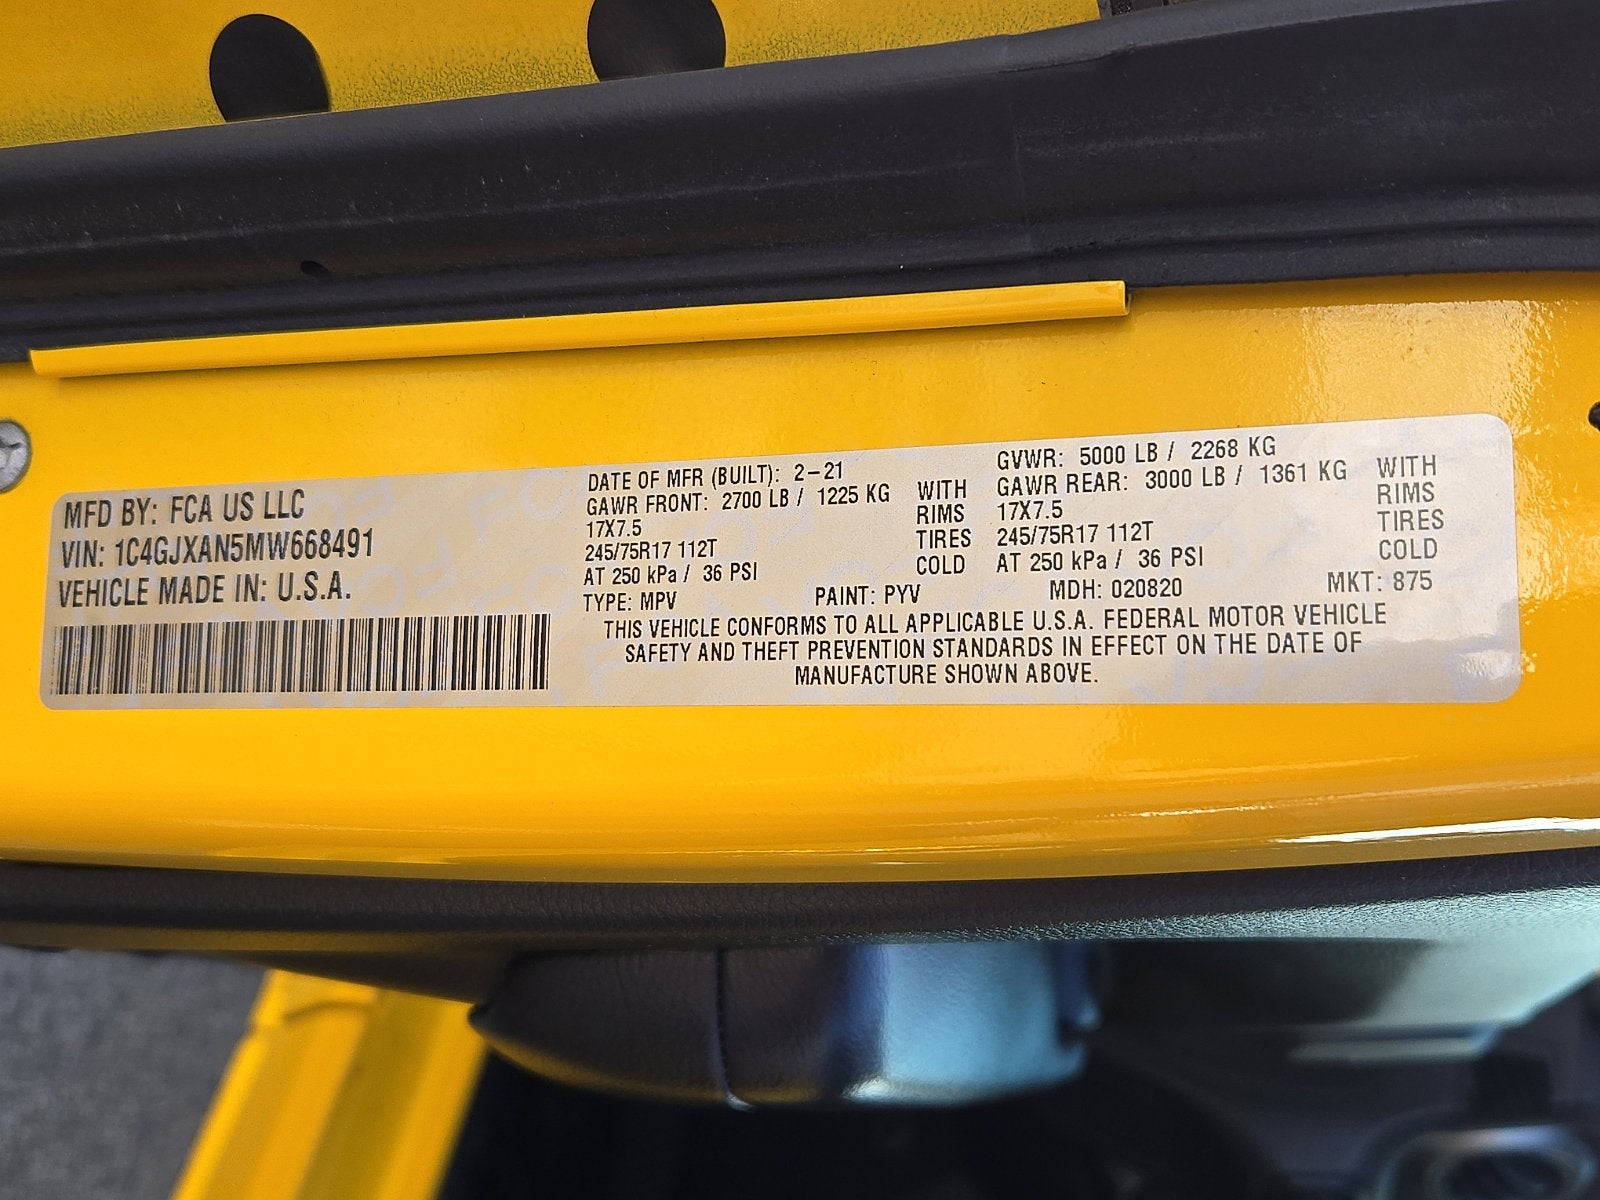 MFD BY: FCA US LLC
VIN: 1C4GJXAN5MW668491
VEHICLE MADE IN: U.S.A.
DATE OF MFR (BUILT): 2-21
GAWR FRONT: 2700 LB / 1225 KG WITH
17X7.5 RIMS
245/75R17 112T TIRES
AT 250 kPa / 36 PSI COLD
GVWR: 5000 LB / 2268 KG
GAWR REAR: 3000 LB / 1361 KG WITH
17X7.5 RIMS
245/75R17 112T TIRES
AT 250 kPa / 36 PSI COLD
TYPE: MPV PAINT: PYV MDH: 020820 MKT: 875
THIS VEHICLE CONFORMS TO ALL APPLICABLE U.S.A. FEDERAL MOTOR VEHICLE
SAFETY AND THEFT PREVENTION STANDARDS IN EFFECT ON THE DATE OF
MANUFACTURE SHOWN ABOVE.